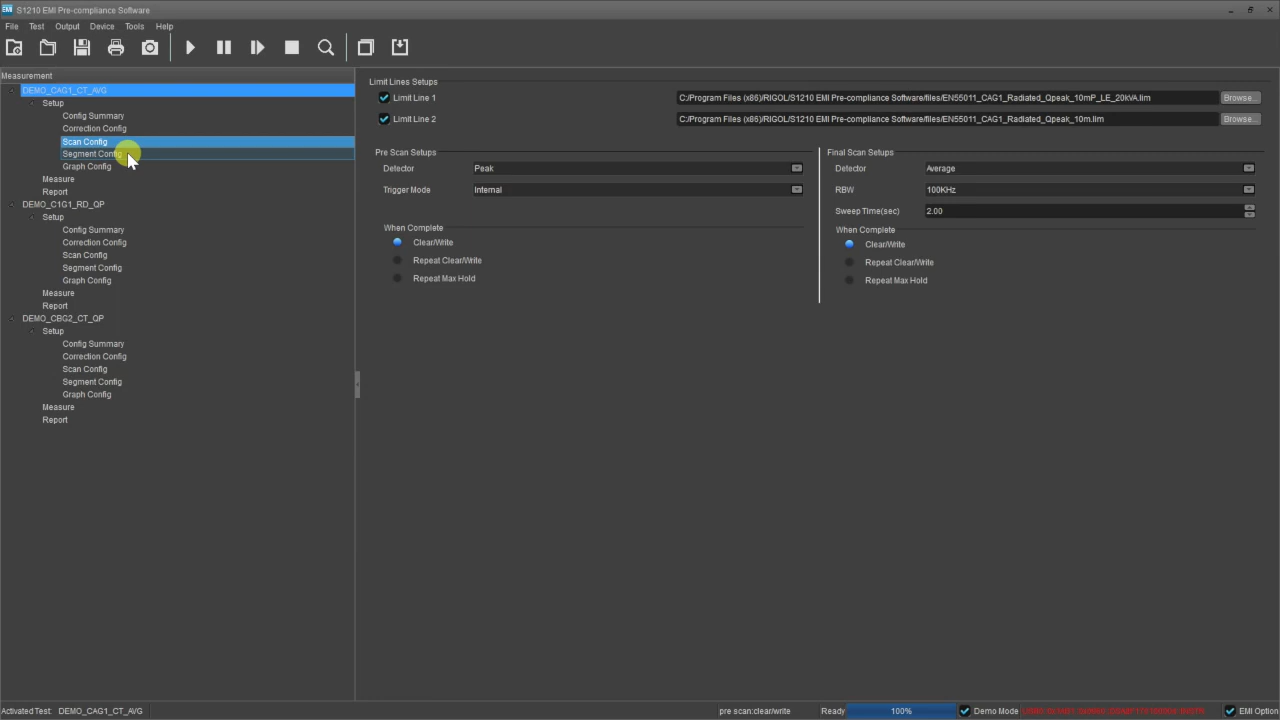 EMI S1210 EMI Pre-compliance Software
File Test Output Device Tools Help
Measurement
DEMO_CAG1_CT_AVG
Setup
Config Summary
Correction Config
Scan Config
Segment Config
Graph Config
Measure
Report
DEMO_C1G1_RD_QP
Setup
Config Summary
Correction Config
Scan Config
Segment Config
Graph Config
Measure
Report
DEMO_CBG2_CT_QP
Setup
Config Summary
Correction Config
Scan Config
Segment Config
Graph Config
Measure
Report
Limit Lines Setups
Limit Line 1 C:/Program Files (x86)/RIGOL/S1210 EMI Pre-compliance Software/files/EN55011_CAG1_Radiated_Qpeak_10mP_LE_20kVA.lim Browse...
Limit Line 2 C:/Program Files (x86)/RIGOL/S1210 EMI Pre-compliance Software/files/EN55011_CAG1_Radiated_Qpeak_10m.lim Browse...
Pre Scan Setups
Detector Peak
Trigger Mode Internal
When Complete
Clear/Write
Repeat Clear/Write
Repeat Max Hold
Final Scan Setups
Detector Average
RBW 100KHz
Sweep Time(sec) 2.00
When Complete
Clear/Write
Repeat Clear/Write
Repeat Max Hold
Activated Test: DEMO_CAG1_CT_AVG pre scan:clear/write Ready 100% Demo Mode EMI Option